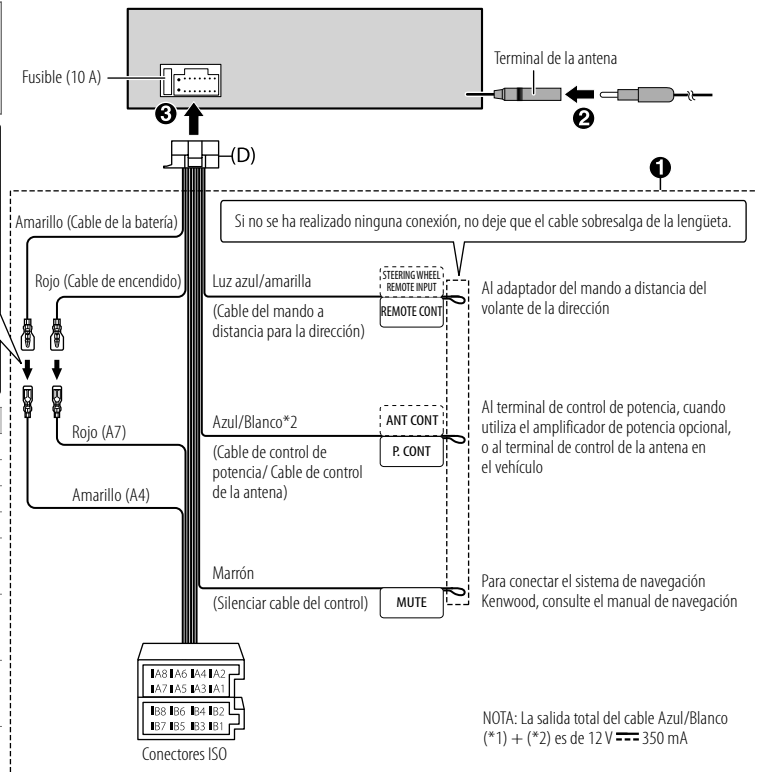 Fusible (10 A)
Terminal de la antena
❸
❷
(D)
❶
Amarillo (Cable de la batería)
Si no se ha realizado ninguna conexión, no deje que el cable sobresalga de la lengüeta.
Rojo (Cable de encendido)
Luz azul/amarilla
(Cable del mando a
distancia para la dirección)
STEERING WHEEL
REMOTE INPUT
REMOTE CONT
Al adaptador del mando a distancia del
volante de la dirección
Rojo (A7)
Azul/Blanco*2
(Cable de control de
potencia/ Cable de control
de la antena)
ANT CONT
P. CONT
Al terminal de control de potencia, cuando
utiliza el amplificador de potencia opcional,
o al terminal de control de la antena en
el vehículo
Amarillo (A4)
Marrón
(Silenciar cable del control)
MUTE
Para conectar el sistema de navegación
Kenwood, consulte el manual de navegación
A8 A6 A4 A2
A7 A5 A3 A1
B8 B6 B4 B2
B7 B5 B3 B1
Conectores ISO
NOTA: La salida total del cable Azul/Blanco
(*1) + (*2) es de 12 V ⎓ 350 mA